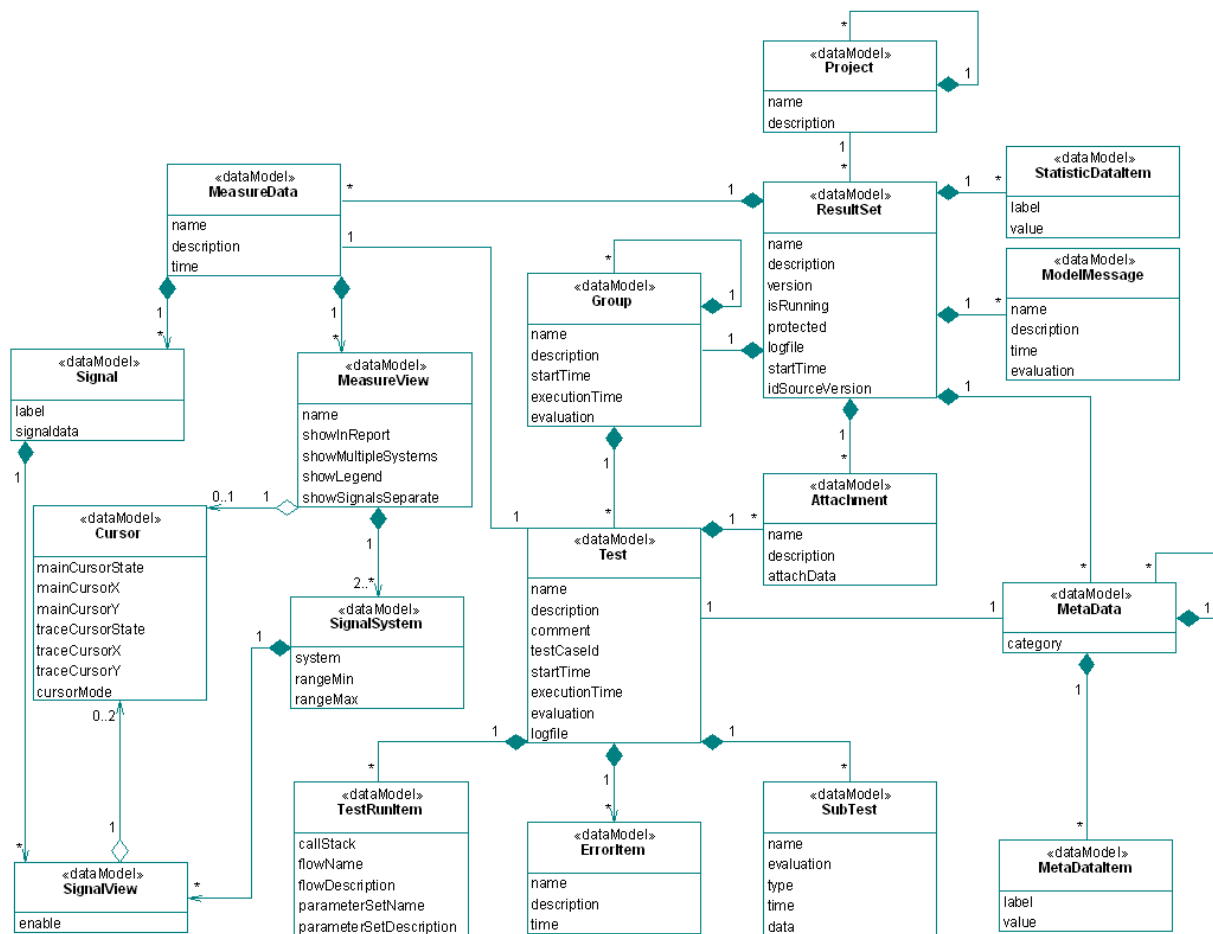 «dataModel»
Project
name
description
*
1
1
*
«dataModel»
MeasureData
name
description
time
*
1
1
1
*
1
*
«dataModel»
ResultSet
name
description
version
isRunning
protected
logfile
startTime
idSourceVersion
1
*
1
*
1
1
*
«dataModel»
StatisticDataItem
label
value
«dataModel»
ModelMessage
name
description
time
evaluation
«dataModel»
Group
name
description
startTime
executionTime
evaluation
*
1
1
1
1
*
«dataModel»
Signal
label
signaldata
1
«dataModel»
MeasureView
name
showInReport
showMultipleSystems
showLegend
showSignalsSeparate
0..1
1
1
2..*
«dataModel»
Attachment
name
description
attachData
«dataModel»
Cursor
mainCursorState
mainCursorX
mainCursorY
traceCursorState
traceCursorX
traceCursorY
cursorMode
0..2
1
«dataModel»
SignalSystem
system
rangeMin
rangeMax
1
*
1
1
*
«dataModel»
Test
name
description
comment
testCaseId
startTime
executionTime
evaluation
logfile
1
1
*
*
«dataModel»
MetaData
category
1
1
*
1
*
1
*
1
*
«dataModel»
SignalView
enable
*
«dataModel»
TestRunItem
callStack
flowName
flowDescription
parameterSetName
parameterSetDescription
«dataModel»
ErrorItem
name
description
time
«dataModel»
SubTest
name
evaluation
type
time
data
«dataModel»
MetaDataItem
label
value